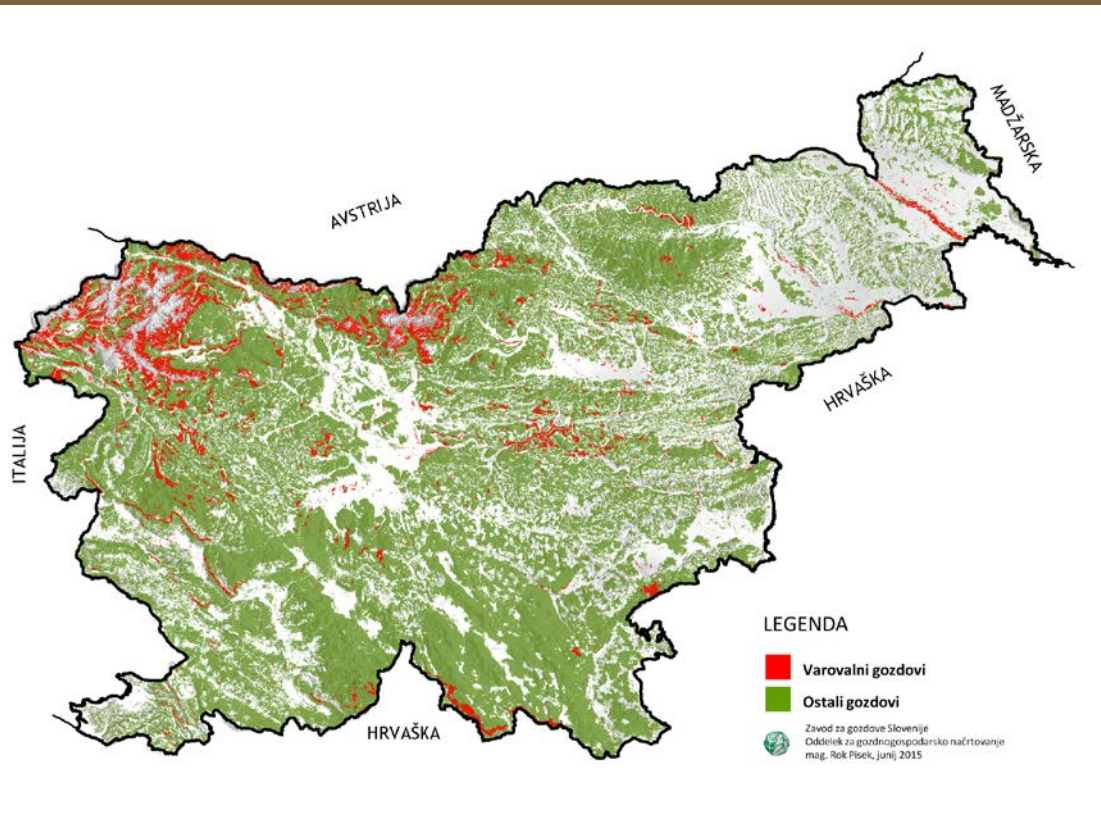 MADŽARSKA
AVSTRIJA
HRVAŠKA
ITALIJA
HRVAŠKA
LEGENDA
Varovalni gozdovi
Ostali gozdovi
Zavod za gozdove Slovenije
Oddelek za gozdnogospodarsko načrtovanje
mag. Rok Pisek, junij 2015